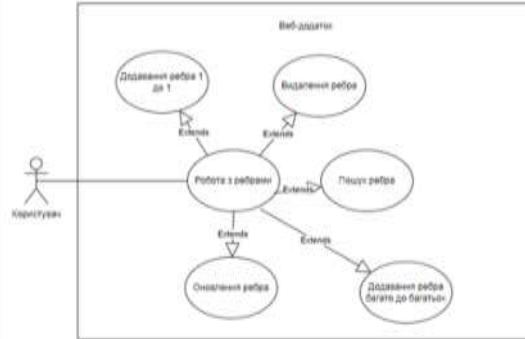 Веб-додаток
Додавання ребра 1
до 1
Видалення ребра
Extends
Extends
Робота з ребрами
Extends
Пошук ребра
Користувач
Extends
Extends
Оновлення ребра
Додавання ребра
багато до багатьох